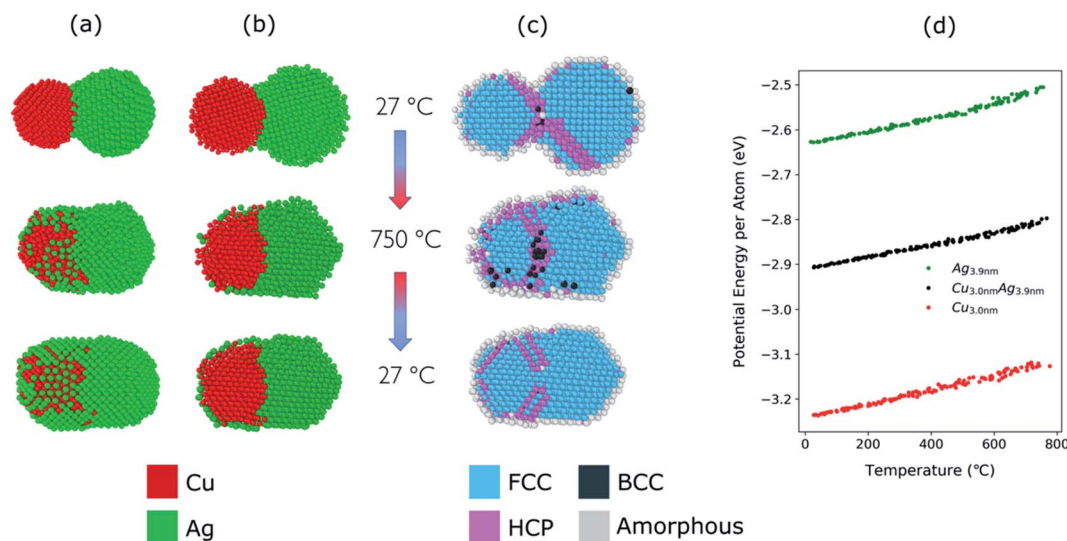 (a)
(b)
(c)
(d)
27 °C
750 °C
27 °C
Cu
Ag
FCC
HCP
BCC
Amorphous
Potential Energy per Atom (eV)
−2.5
−2.6
−2.7
−2.8
−2.9
−3.0
−3.1
−3.2
Ag3.9nm
Cu3.0nmAg3.9nm
Cu3.0nm
0 200 400 600 800
Temperature (°C)